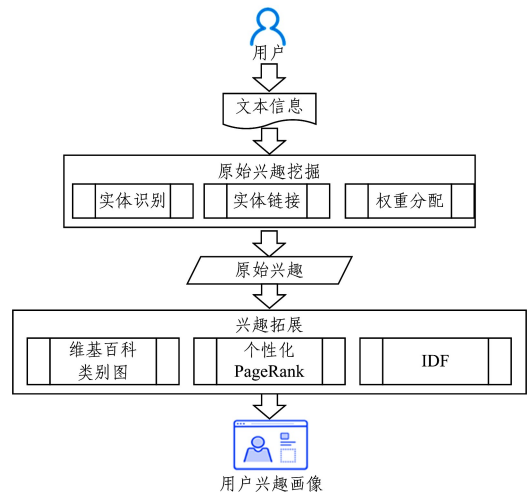 用户
文本信息
原始兴趣挖掘
实体识别
实体链接
权重分配
原始兴趣
兴趣拓展
维基百科
类别图
个性化
PageRank
IDF
用户兴趣画像